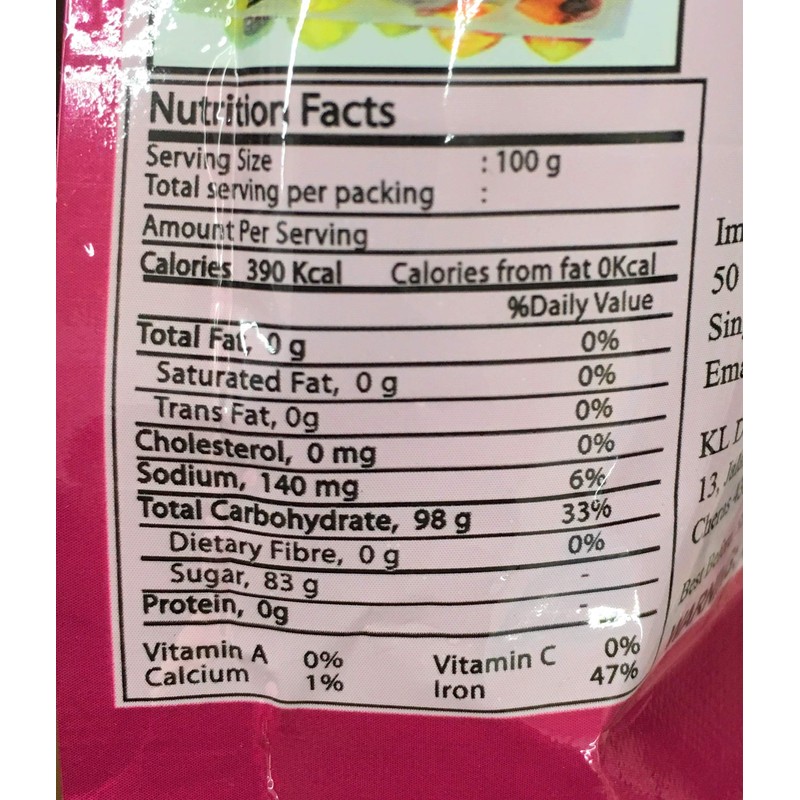 Nutrition Facts
Serving Size : 100 g
Total serving per packing :
Amount Per Serving
Calories 390 Kcal Calories from fat 0Kcal
%Daily Value
Total Fat, 0 g 0%
Saturated Fat, 0 g 0%
Trans Fat, 0g 0%
Cholesterol, 0 mg 0%
Sodium, 140 mg 6%
Total Carbohydrate, 98 g 33%
Dietary Fibre, 0 g 0%
Sugar, 83 g -
Protein, 0g -
Vitamin A 0% Vitamin C 0%
Calcium 1% Iron 47%
Im
50
Sin
Ema
KL D
13,
Cheras
Best